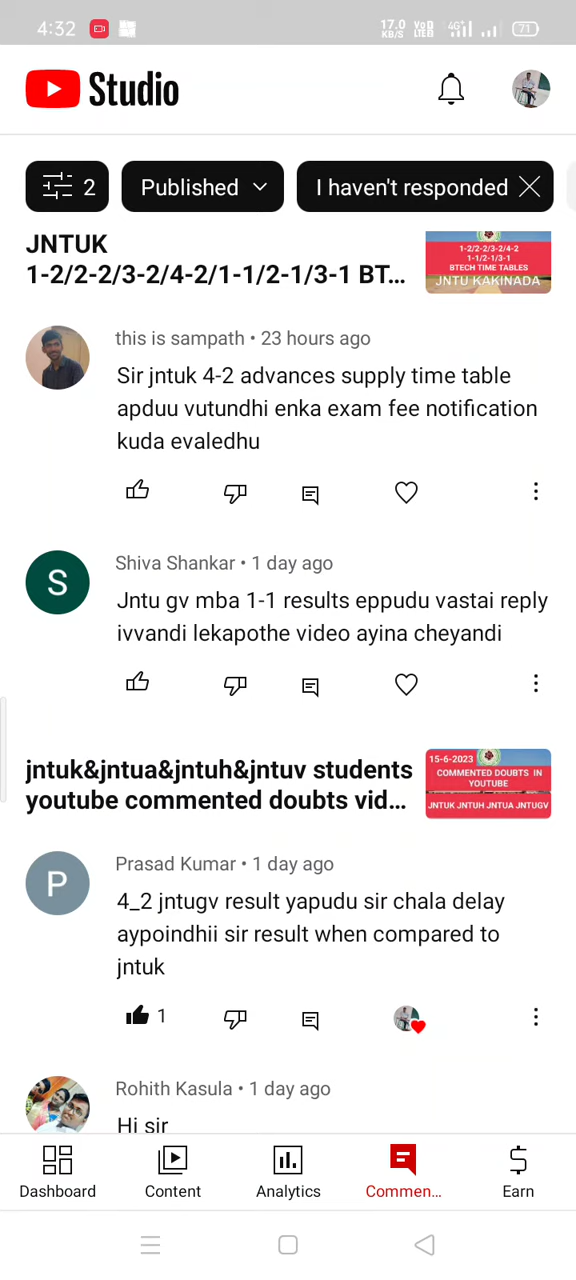 4:32
17.0 KB/S
VoD LTE
4G
71
Studio
2
Published
I haven't responded
JNTUK
1-2/2-2/3-2/4-2/1-1/2-1/3-1 BT...
1-2/2-2/3-2/4-2
1-1/2-1/3-1
BTECH TIME TABLES
JNTU KAKINADA
this is sampath • 23 hours ago
Sir jntuk 4-2 advances supply time table
apduu vutundhi enka exam fee notification
kuda evaledhu
S
Shiva Shankar • 1 day ago
Jntu gv mba 1-1 results eppudu vastai reply
ivvandi lekapothe video ayina cheyandi
jntuk&jntua&jntuh&jntuv students
youtube commented doubts vid...
15-6-2023
COMMENTED DOUBTS IN
YOUTUBE
JNTUK JNTUH JNTUA JNTUGV
P
Prasad Kumar • 1 day ago
4_2 jntugv result yapudu sir chala delay
aypoindhii sir result when compared to
jntuk
1
Rohith Kasula • 1 day ago
Hi sir
Dashboard
Content
Analytics
Commen...
Earn